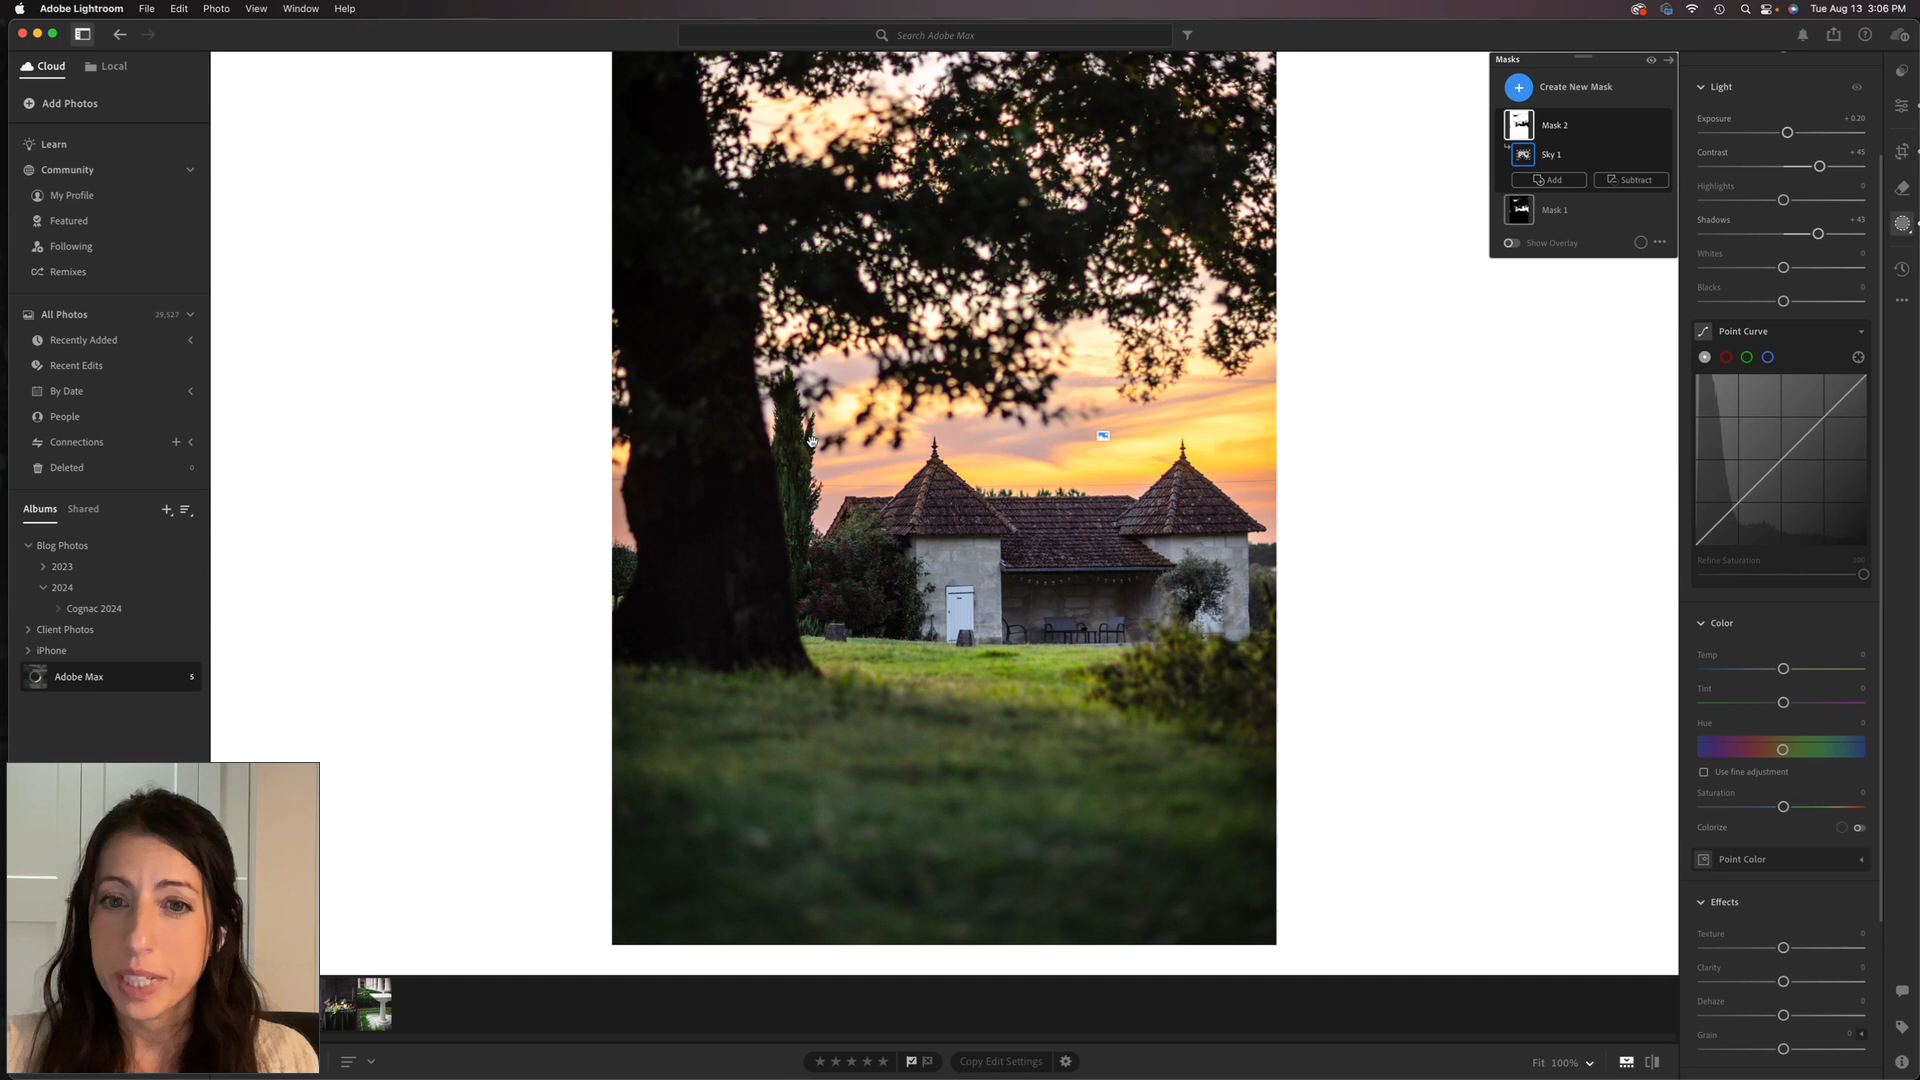 Adobe Lightroom File Edit Photo View Window Help
Tue Aug 13 3:06 PM
Search Adobe Max
Cloud Local
Add Photos
Learn
Community
My Profile
Featured
Following
Remixes
All Photos 29,527
Recently Added
Recent Edits
By Date
People
Connections +
Deleted 0
Albums Shared
Blog Photos
2023
2024
Cognac 2024
Client Photos
iPhone
Adobe Max 5
Masks
Create New Mask
Mask 2
Sky 1
Add Subtract
Mask 1
Show Overlay
Light
Exposure + 0.20
Contrast + 45
Highlights 0
Shadows + 43
Whites 0
Blacks 0
Point Curve
Refine Saturation 100
Color
Temp 0
Tint 0
Hue 0
Use fine adjustment
Saturation 0
Colorize
Point Color
Effects
Texture 0
Clarity 0
Dehaze 0
Grain 0
Copy Edit Settings
Fit 100%